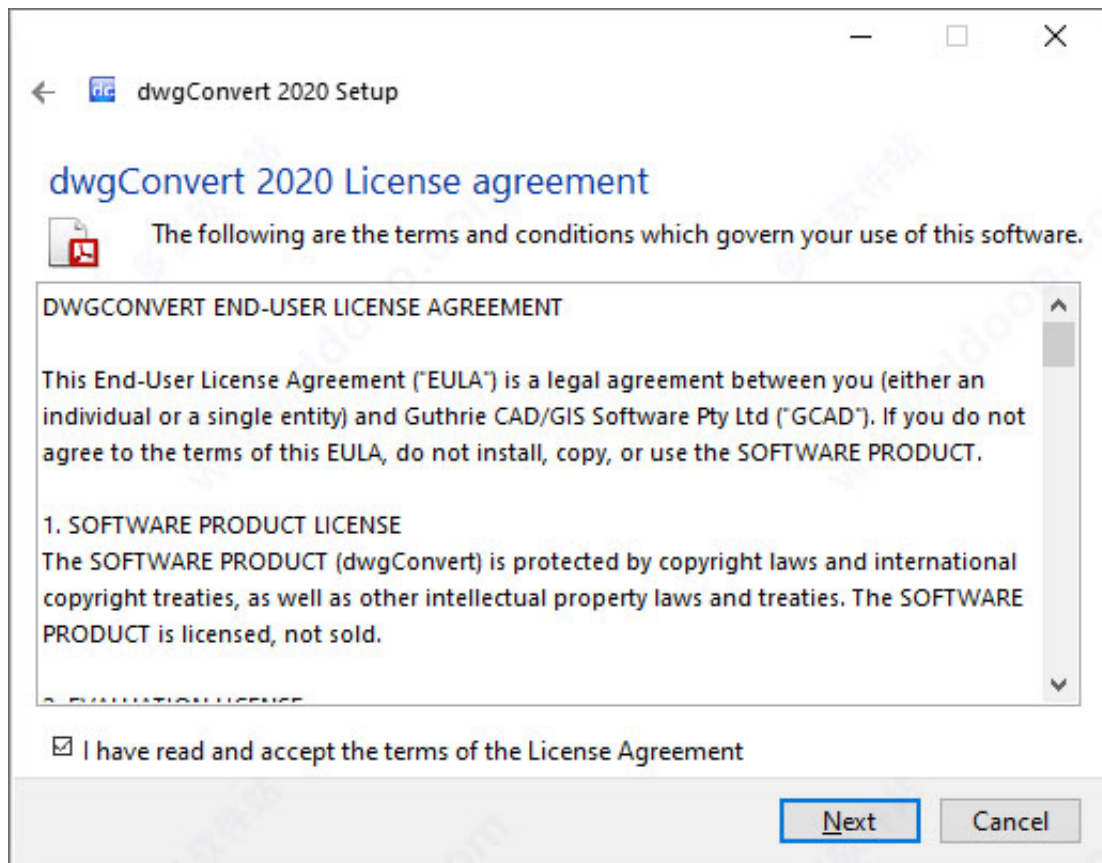 dwgConvert 2020 Setup
dwgConvert 2020 License agreement
The following are the terms and conditions which govern your use of this software.
DWGCONVERT END-USER LICENSE AGREEMENT
This End-User License Agreement ("EULA") is a legal agreement between you (either an
individual or a single entity) and Guthrie CAD/GIS Software Pty Ltd ("GCAD"). If you do not
agree to the terms of this EULA, do not install, copy, or use the SOFTWARE PRODUCT.
1. SOFTWARE PRODUCT LICENSE
The SOFTWARE PRODUCT (dwgConvert) is protected by copyright laws and international
copyright treaties, as well as other intellectual property laws and treaties. The SOFTWARE
PRODUCT is licensed, not sold.
2. EVALUATION LICENSE
I have read and accept the terms of the License Agreement
Next
Cancel